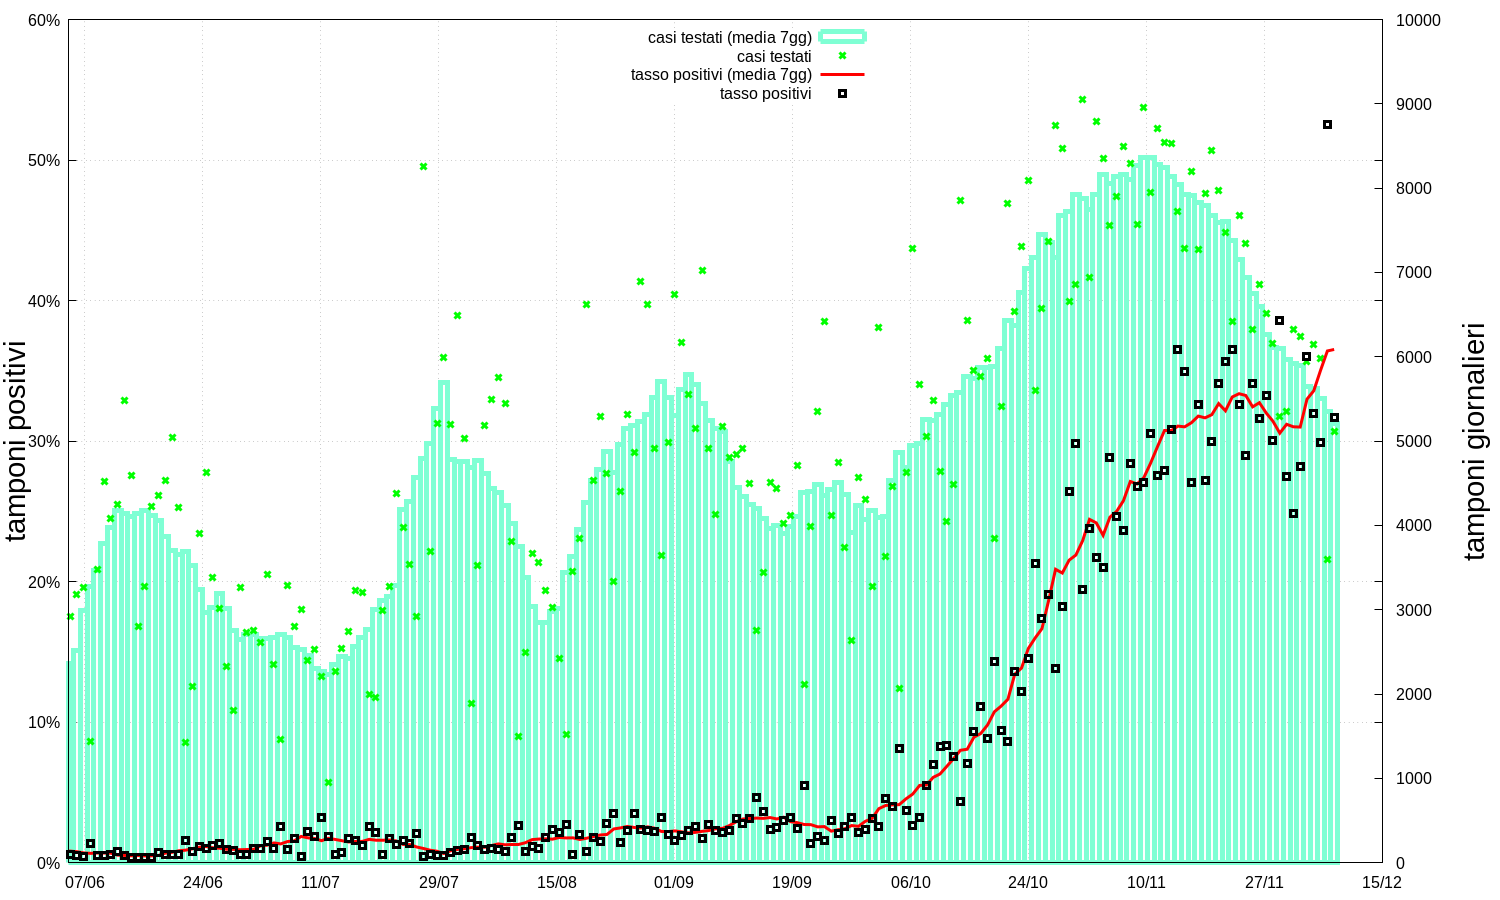 casi testati (media 7gg)
casi testati
tasso positivi (media 7gg)
tasso positivi
60%
50%
40%
30%
20%
10%
0%
tamponi positivi
10000
9000
8000
7000
6000
5000
4000
3000
2000
1000
0
tamponi giornalieri
07/06 24/06 11/07 29/07 15/08 01/09 19/09 06/10 24/10 10/11 27/11 15/12